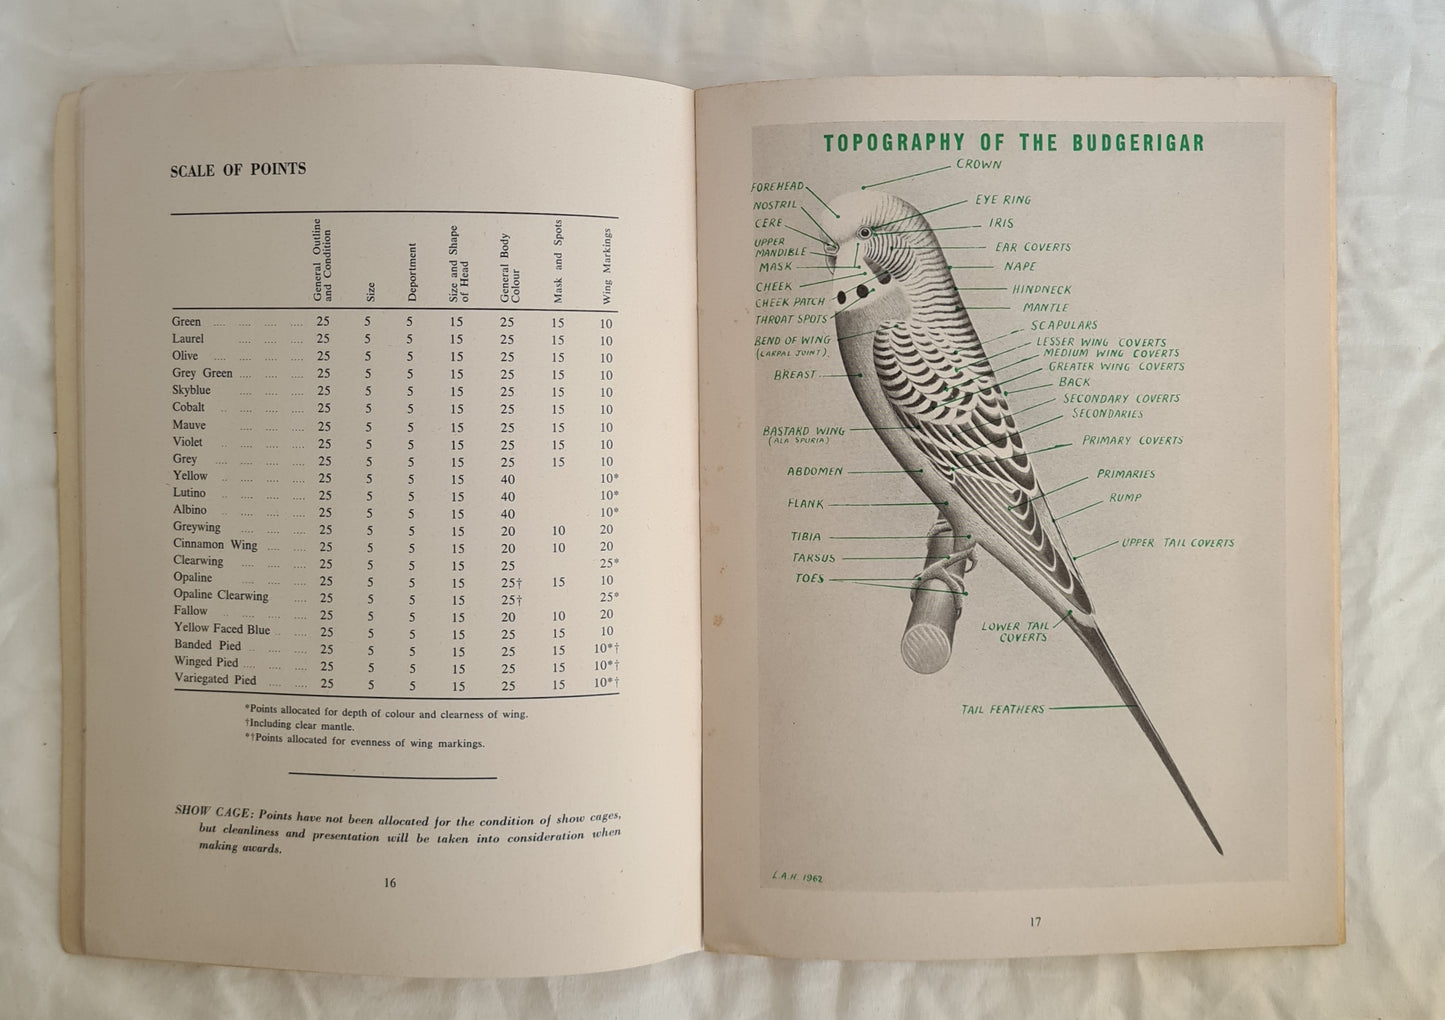 SCALE OF POINTS
General Outline and Condition
Size
Deportment
Size and Shape of Head
General Body Colour
Mask and Spots
Wing Markings
Green .... .... .... .... 25 5 5 15 25 15 10
Laurel .... .... .... 25 5 5 15 25 15 10
Olive .... .... .... .... 25 5 5 15 25 15 10
Grey Green .... .... .... 25 5 5 15 25 15 10
Skyblue .... .... .... 25 5 5 15 25 15 10
Cobalt .. .... .... .... 25 5 5 15 25 15 10
Mauve .... .... .... 25 5 5 15 25 15 10
Violet .. .... .... .... 25 5 5 15 25 15 10
Grey .... .... .... .... 25 5 5 15 25 15 10
Yellow .. .... .... .... 25 5 5 15 40 10*
Lutino .. .... .... .... 25 5 5 15 40 10*
Albino .. .... .... .... 25 5 5 15 40 10*
Greywing .... .... .... 25 5 5 15 20 10 20
Cinnamon Wing .... .... 25 5 5 15 20 10 20
Clearwing .... .... .... 25 5 5 15 25 25*
Opaline .... .... .... 25 5 5 15 25† 15 10
Opaline Clearwing .... 25 5 5 15 25† 25*
Fallow .. .... .... .... 25 5 5 15 20 10 20
Yellow Faced Blue .. .... 25 5 5 15 25 15 10
Banded Pied .. .... .... 25 5 5 15 25 15 10*†
Winged Pied .... .... .... 25 5 5 15 25 15 10*†
Variegated Pied .... .... 25 5 5 15 25 15 10*†
*Points allocated for depth of colour and clearness of wing.
†Including clear mantle.
*†Points allocated for evenness of wing markings.
SHOW CAGE: Points have not been allocated for the condition of show cages,
but cleanliness and presentation will be taken into consideration when
making awards.
16
TOPOGRAPHY OF THE BUDGERIGAR
CROWN
FOREHEAD
NOSTRIL
CERE
UPPER
MANDIBLE
MASK
CHEEK
CHEEK PATCH
THROAT SPOTS
BEND OF WING
(CARPAL JOINT)
BREAST
BASTARD WING
(ALA SPURIA)
ABDOMEN
FLANK
TIBIA
TARSUS
TOES
EYE RING
IRIS
EAR COVERTS
NAPE
HINDNECK
MANTLE
SCAPULARS
LESSER WING COVERTS
MEDIUM WING COVERTS
GREATER WING COVERTS
BACK
SECONDARY COVERTS
SECONDARIES
PRIMARY COVERTS
PRIMARIES
RUMP
UPPER TAIL COVERTS
LOWER TAIL
COVERTS
TAIL FEATHERS
L.A.H. 1962
17